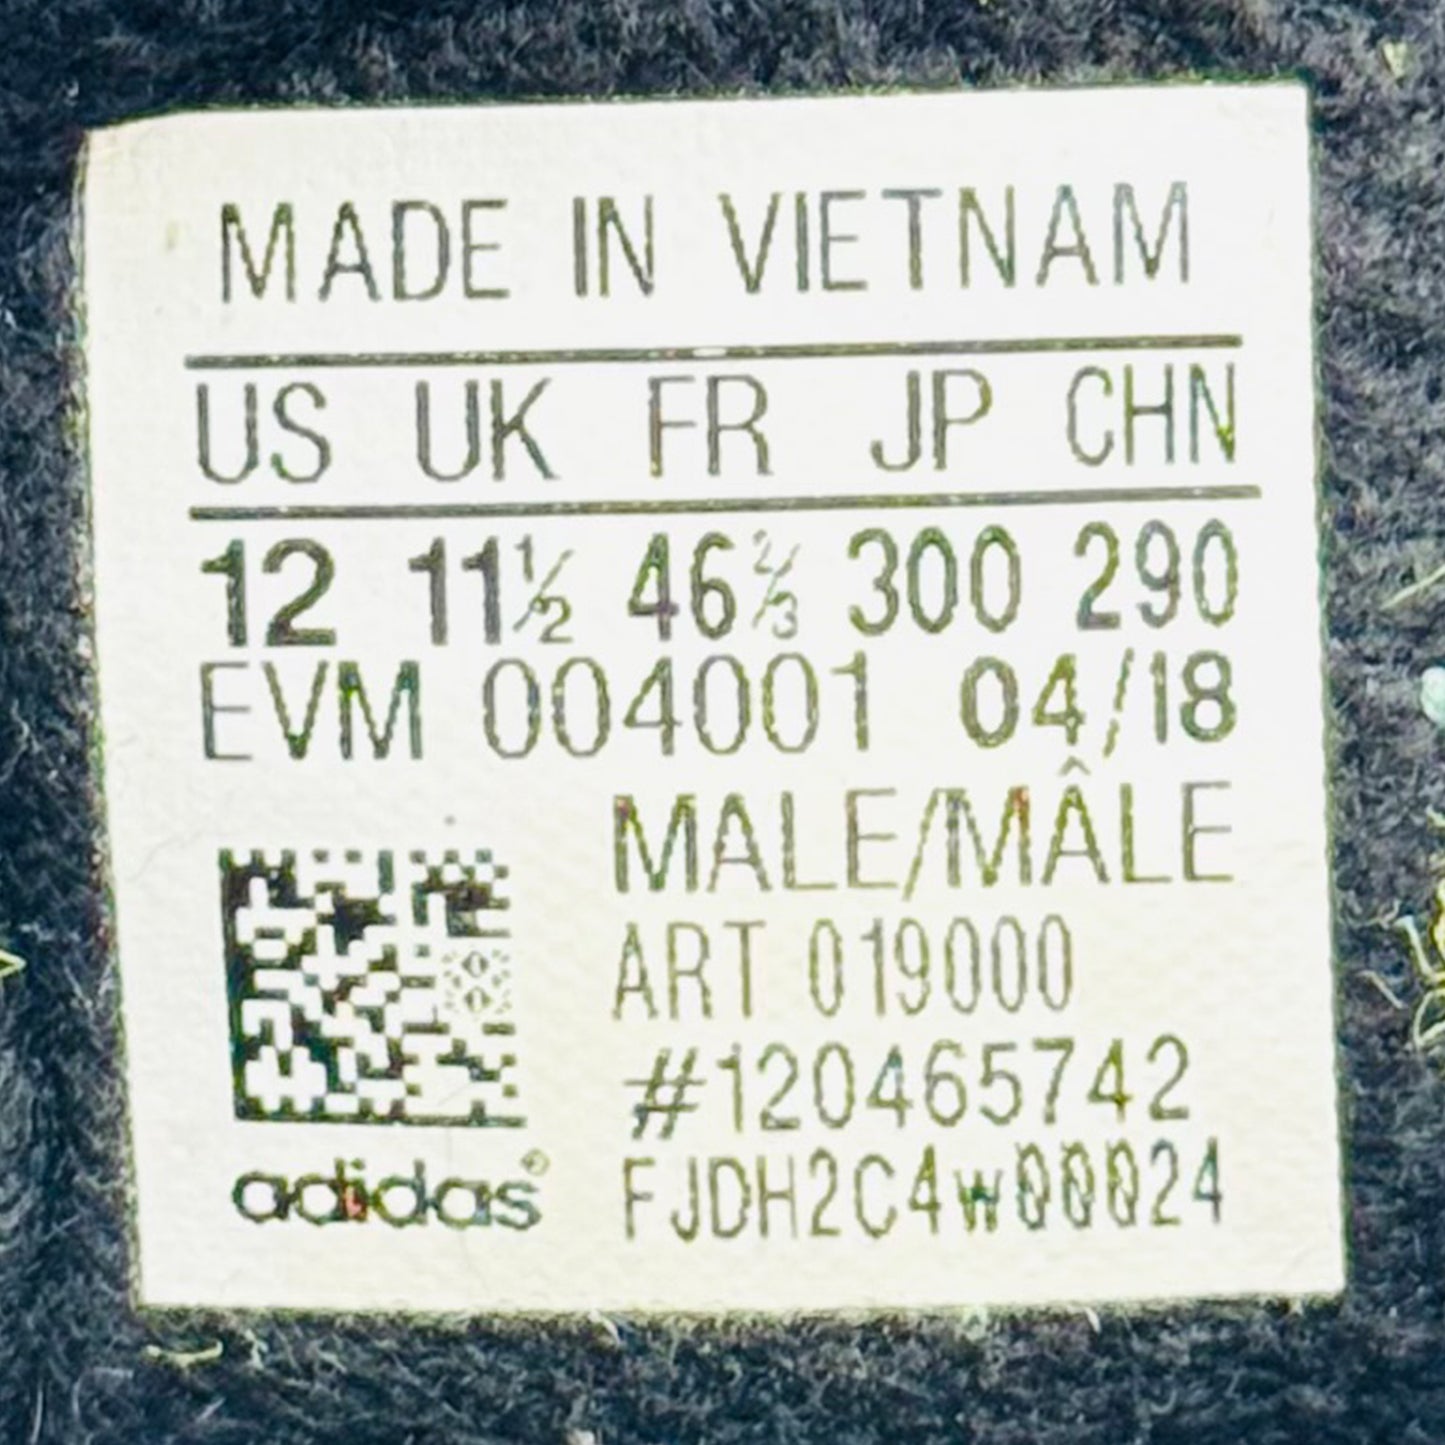 MADE IN VIETNAM
US UK FR JP CHN
12 11½ 46⅔ 300 290
EVM 004001 04/18
MALE/MÂLE
ART 019000
#120465742
adidas® FJDH2C4W00024